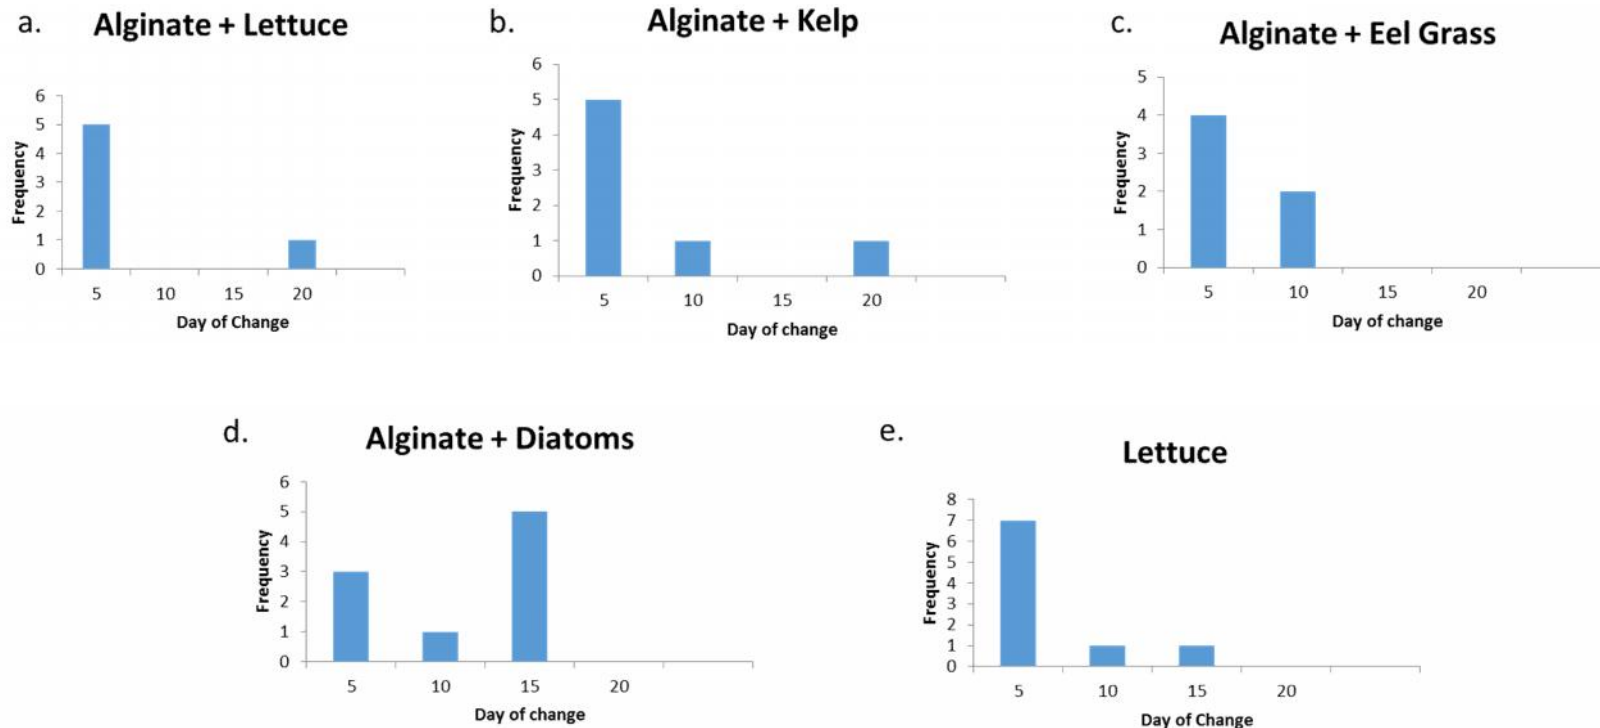 a.
Alginate + Lettuce
6
5
4
3
2
1
0
Frequency
5 10 15 20
Day of Change
b.
Alginate + Kelp
6
5
4
3
2
1
0
Frequency
5 10 15 20
Day of change
c.
Alginate + Eel Grass
5
4
3
2
1
0
Frequency
5 10 15 20
Day of change
d.
Alginate + Diatoms
6
5
4
3
2
1
0
Frequency
5 10 15 20
Day of change
e.
Lettuce
8
7
6
5
4
3
2
1
0
Frequency
5 10 15 20
Day of Change